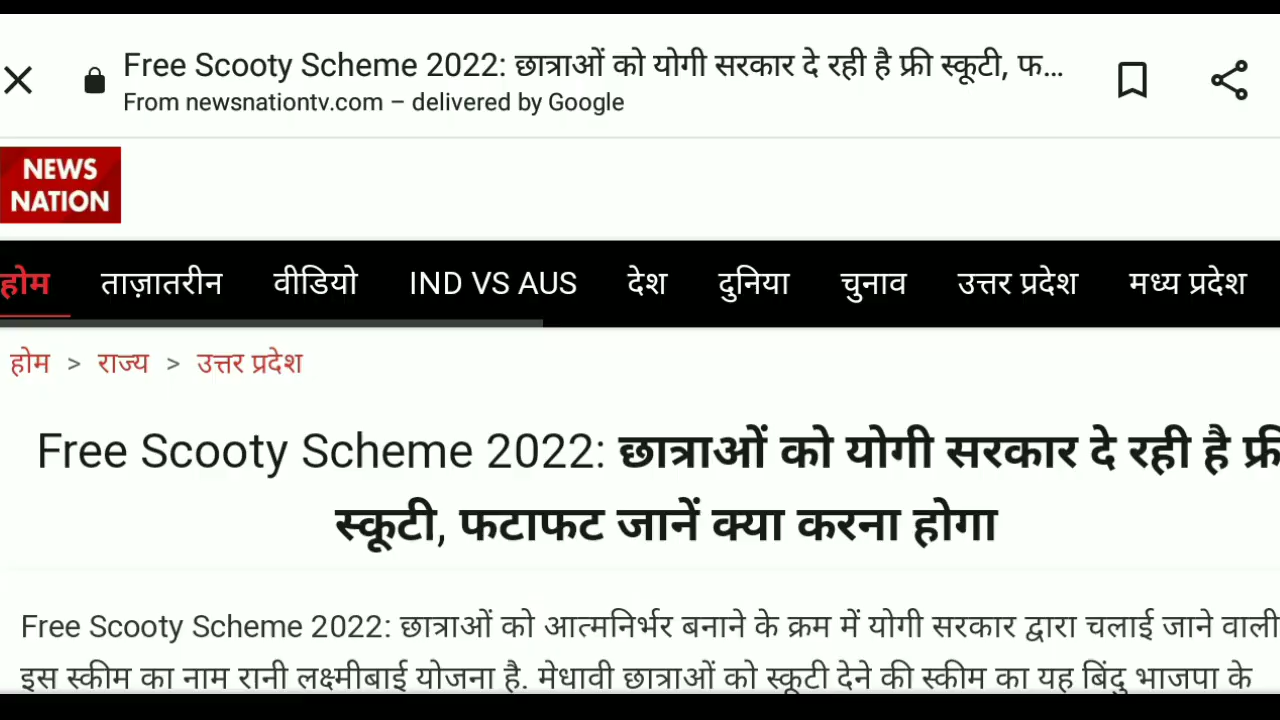 Free Scooty Scheme 2022: छात्राओं को योगी सरकार दे रही है फ्री स्कूटी, फ...
From newsnationtv.com – delivered by Google
NEWS
NATION
होम ताज़ातरीन वीडियो IND VS AUS देश दुनिया चुनाव उत्तर प्रदेश मध्य प्रदेश
होम > राज्य > उत्तर प्रदेश
Free Scooty Scheme 2022: छात्राओं को योगी सरकार दे रही है फ्री
स्कूटी, फटाफट जानें क्या करना होगा
Free Scooty Scheme 2022: छात्राओं को आत्मनिर्भर बनाने के क्रम में योगी सरकार द्वारा चलाई जाने वाली
इस स्कीम का नाम रानी लक्ष्मीबाई योजना है. मेधावी छात्राओं को स्कूटी देने की स्कीम का यह बिंदु भाजपा के